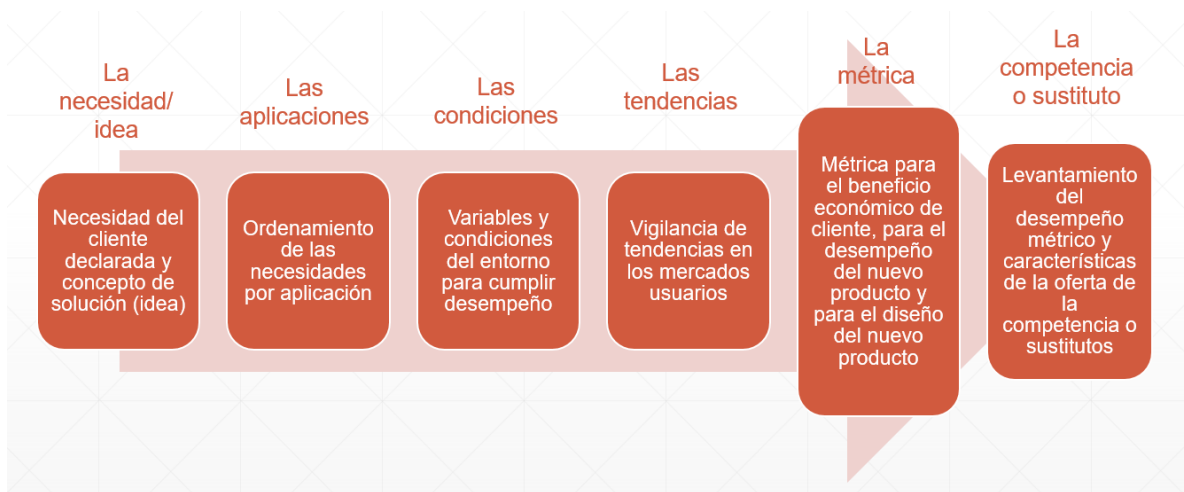 La
necesidad/
idea
Necesidad del
cliente
declarada y
concepto de
solución (idea)
Las
aplicaciones
Ordenamiento
de las
necesidades
por aplicación
Las
condiciones
Variables y
condiciones
del entorno
para cumplir
desempeño
Las
tendencias
Vigilancia de
tendencias en
los mercados
usuarios
La
métrica
Métrica para
el beneficio
económico de
cliente, para el
desempeño
del nuevo
producto y
para el diseño
del nuevo
producto
La
competencia
o sustituto
Levantamiento
del
desempeño
métrico y
características
de la oferta de
la
competencia o
sustitutos